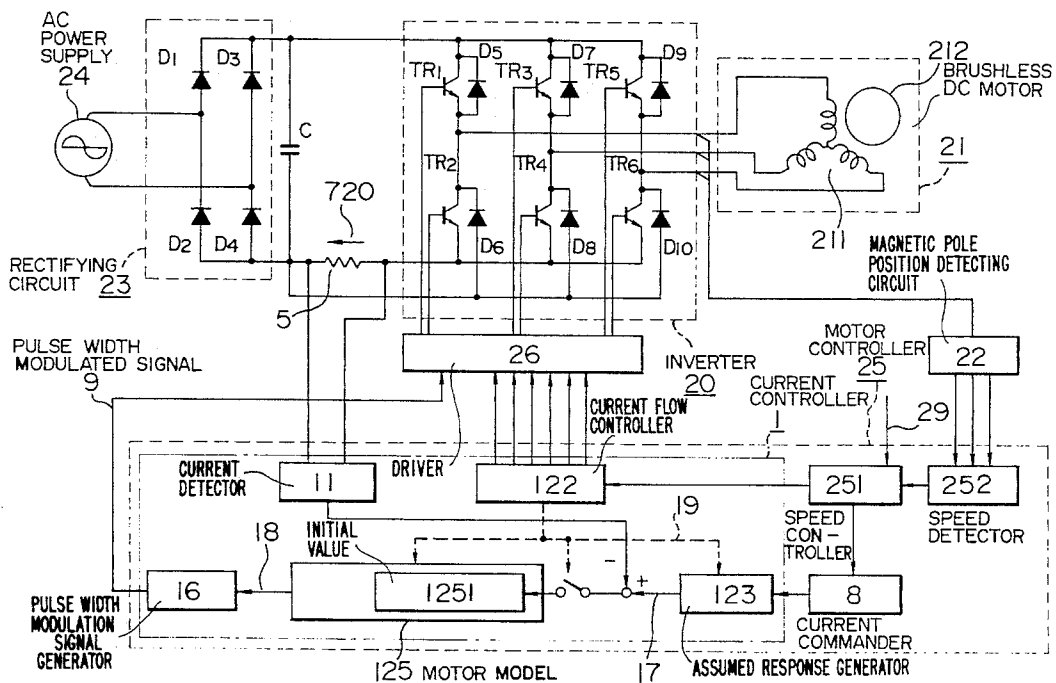 AC
POWER
SUPPLY
24
D1
D3
D2
D4
RECTIFYING
CIRCUIT 23
C
720
5
TR1
TR3
TR5
D5
D7
D9
TR2
TR4
TR6
D6
D8
D10
212
BRUSHLESS
DC MOTOR
21
211
MAGNETIC POLE
POSITION DETECTING
CIRCUIT
22
MOTOR
CONTROLLER
25
INVERTER
20
CURRENT
CONTROLLER
1
29
PULSE WIDTH
MODULATED SIGNAL
9
26
DRIVER
CURRENT FLOW
CONTROLLER
CURRENT
DETECTOR
11
122
251
252
SPEED
CON-
TROLLER
SPEED
DETECTOR
19
18
INITIAL
VALUE
1251
16
PULSE WIDTH
MODULATION
SIGNAL
GENERATOR
125 MOTOR MODEL
-
+
17
123
ASSUMED RESPONSE GENERATOR
8
CURRENT
COMMANDER